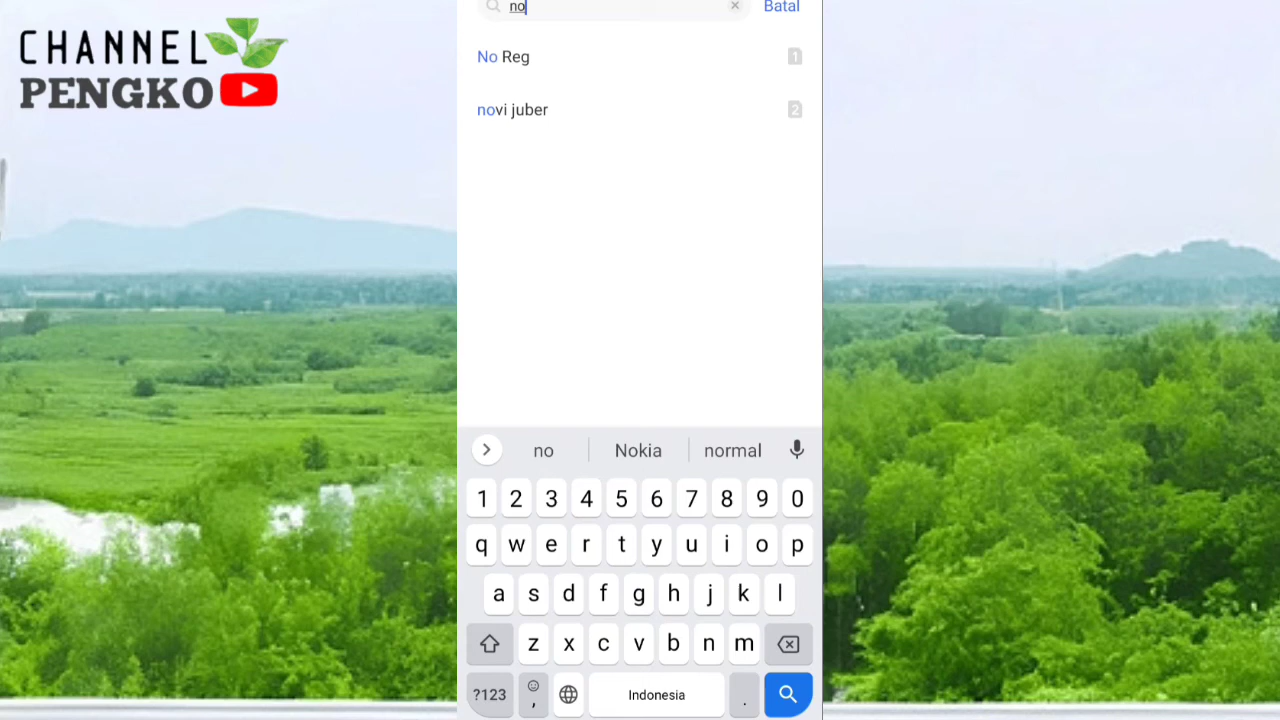 CHANNEL
PENGKO
no
Batal
No Reg
1
novi juber
2
no Nokia normal
1 2 3 4 5 6 7 8 9 0
q w e r t y u i o p
a s d f g h j k l
z x c v b n m
?123 , Indonesia .